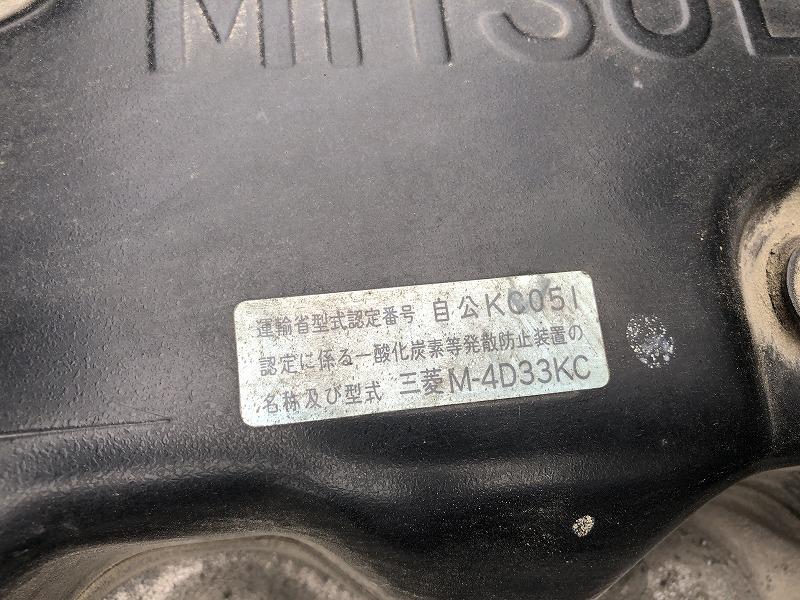 MITSU
運輸省型式認定番号 自公KC051
認定に係る一酸化炭素等発散防止装置の
名称及び型式 三菱M-4D33KC